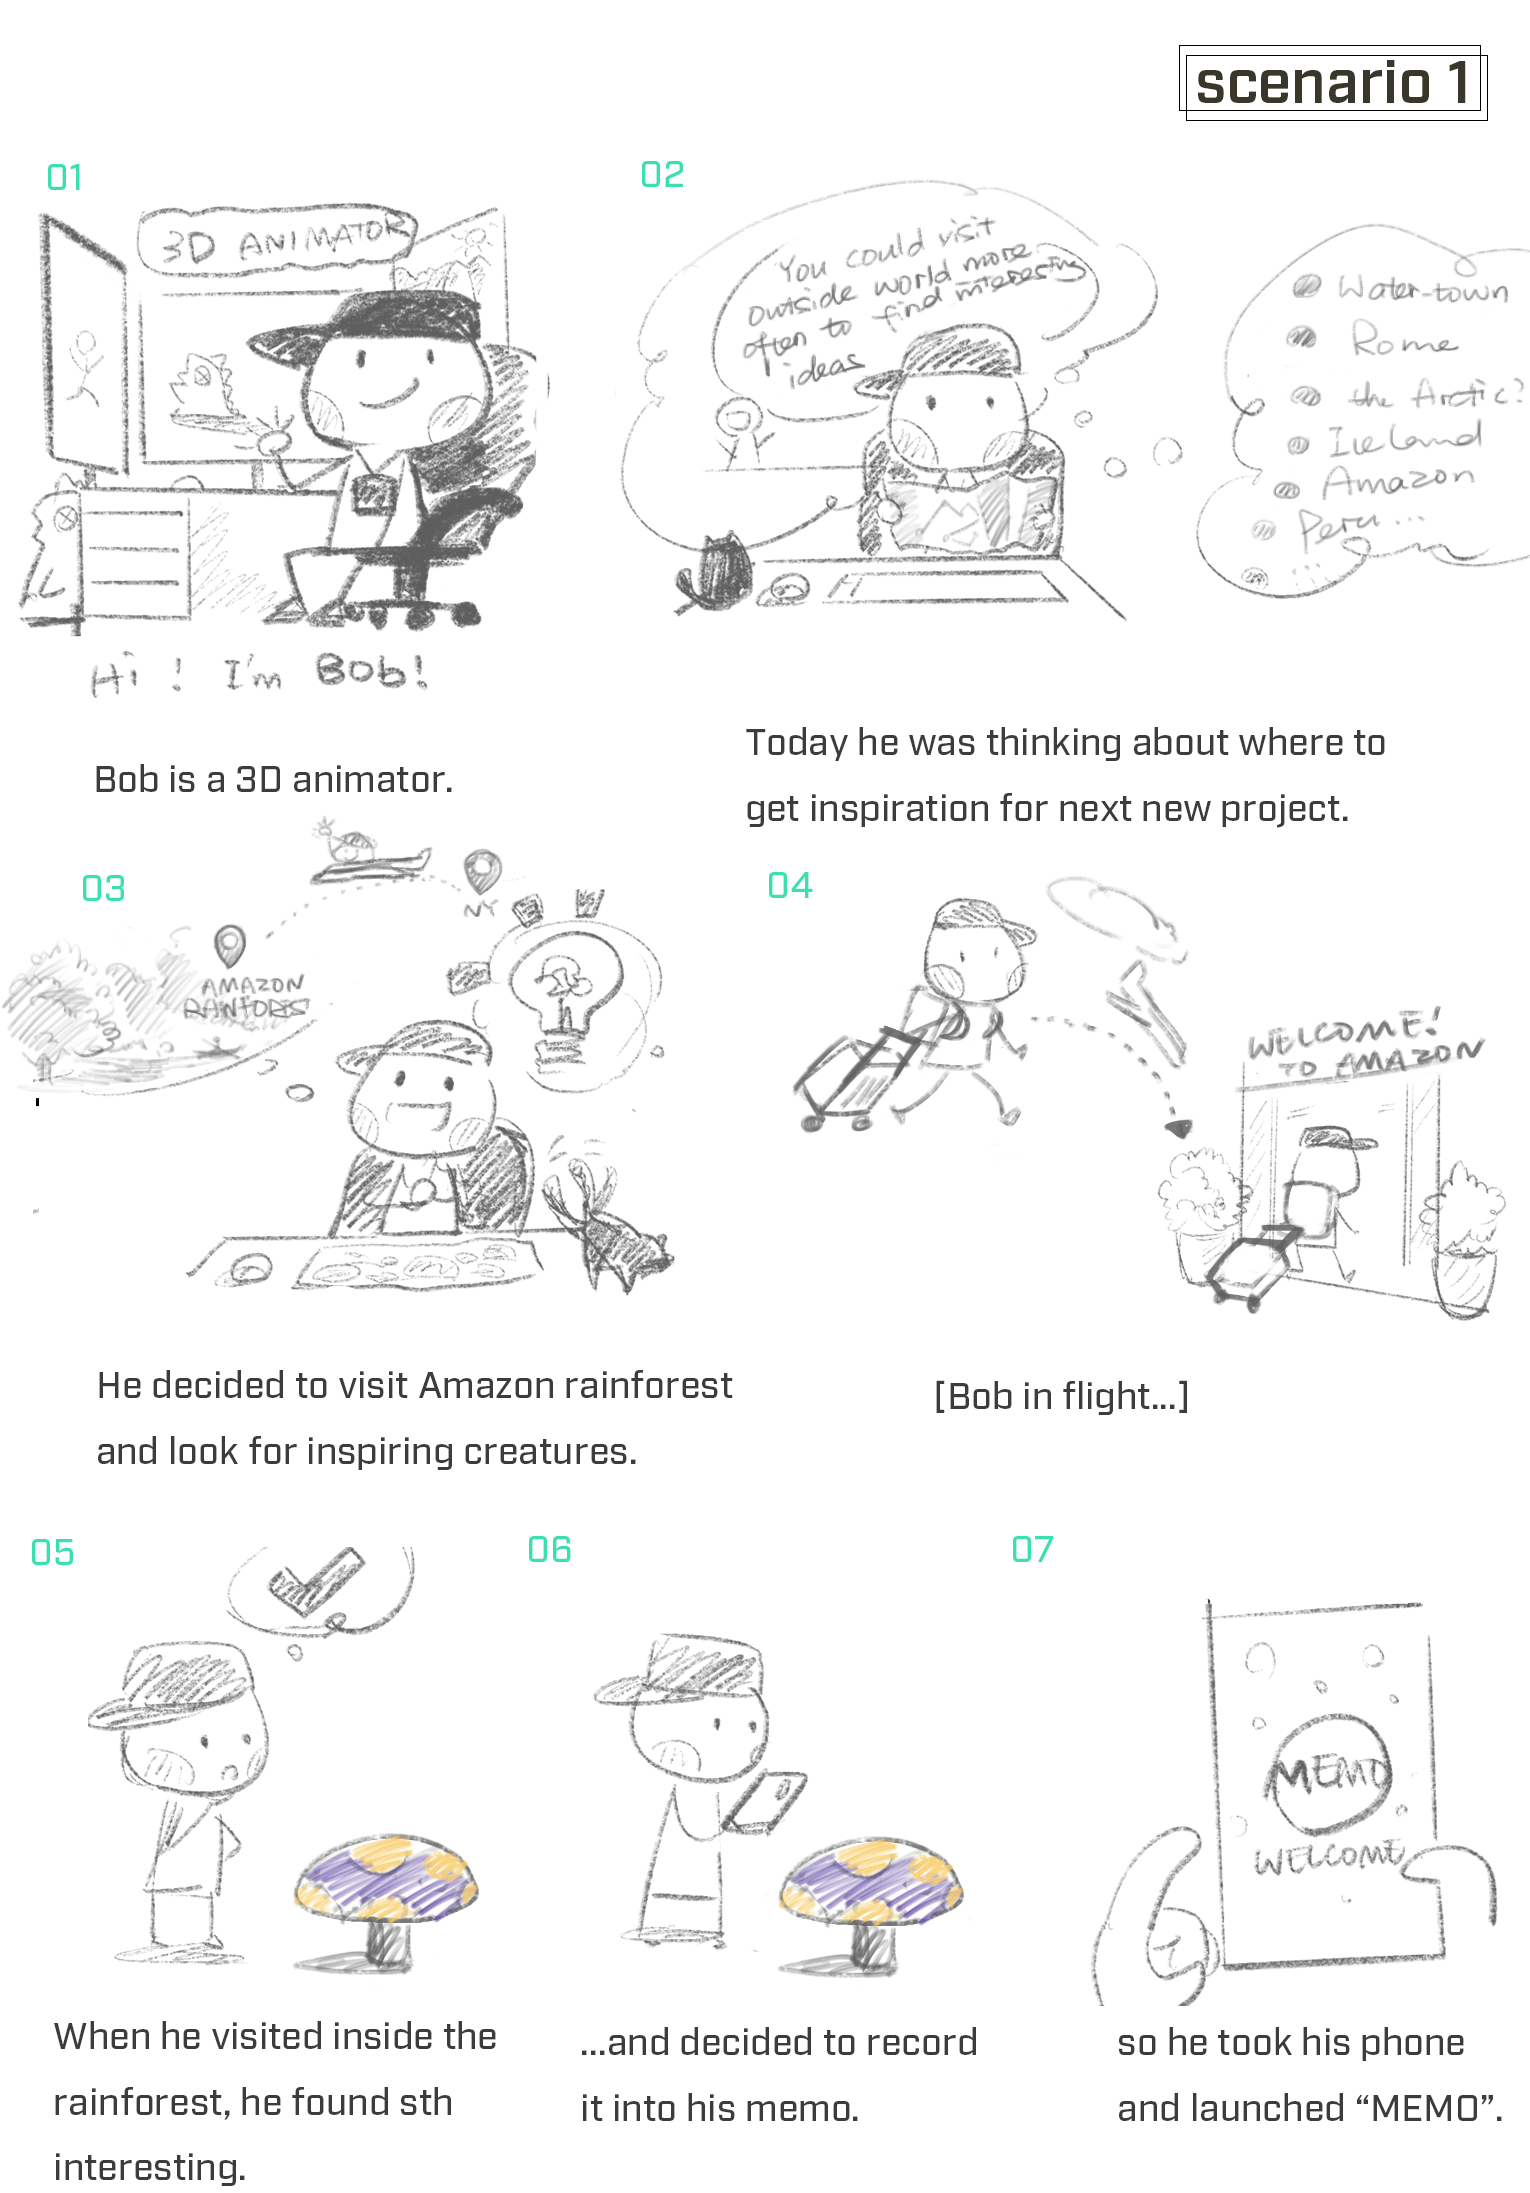 scenario 1
01
3D ANIMATOR
Hi! I'm Bob!
Bob is a 3D animator.
02
You could visit
outside world more
often to find interesting
ideas
Water-town
Rome
the Arctic?
Iceland
Amazon
Peru...
...
Today he was thinking about where to
get inspiration for next new project.
03
NY
AMAZON
RAINFOREST
He decided to visit Amazon rainforest
and look for inspiring creatures.
04
WELCOME!
TO AMAZON
[Bob in flight...]
05
When he visited inside the
rainforest, he found sth
interesting.
06
...and decided to record
it into his memo.
07
MEMO
WELCOME
so he took his phone
and launched “MEMO”.